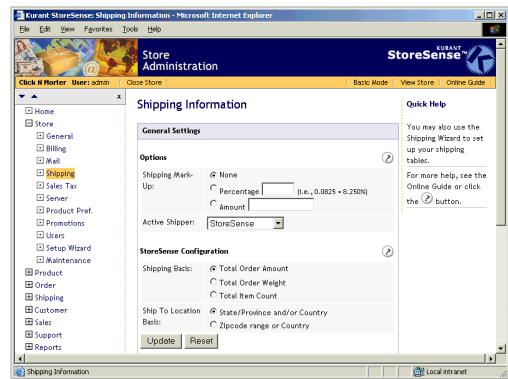 Kurant StoreSense: Shipping Information - Microsoft Internet Explorer
File Edit View Favorites Tools Help
Store
Administration
KURANT
StoreSense™
Click N Morter User: admin Close Store Basic Mode View Store Online Guide
x
Home
Store
General
Billing
Mail
Shipping
Sales Tax
Server
Product Pref.
Promotions
Users
Setup Wizard
Maintenance
Product
Order
Shipping
Customer
Sales
Support
Reports
Shipping Information
General Settings
Options
?
Shipping Mark-
Up:
None
Percentage (i.e., 0.0825 = 8.250%)
Amount
Active Shipper: StoreSense
StoreSense Configuration
?
Shipping Basis:
Total Order Amount
Total Order Weight
Total Item Count
Ship To Location
Basis:
State/Province and/or Country
Zipcode range or Country
Update Reset
Quick Help
You may also use the
Shipping Wizard to set
up your shipping
tables.
For more help, see the
Online Guide or click
the ? button.
Shipping Information
Local intranet